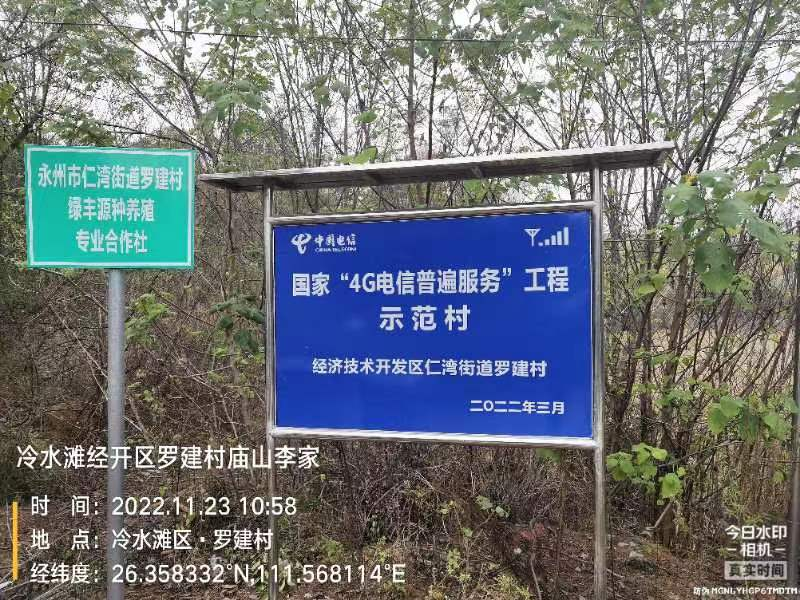 永州市仁湾街道罗建村
绿丰源种养殖
专业合作社
中国电信
CHINA TELECOM
国家“4G电信普遍服务”工程
示范村
经济技术开发区仁湾街道罗建村
二〇二二年三月
冷水滩经开区罗建村庙山李家
时 间：2022.11.23 10:58
地 点：冷水滩区·罗建村
经纬度：26.358332°N,111.568114°E
今日水印
相机
真实时间
防伪 MGNLYHGP6TMDTM